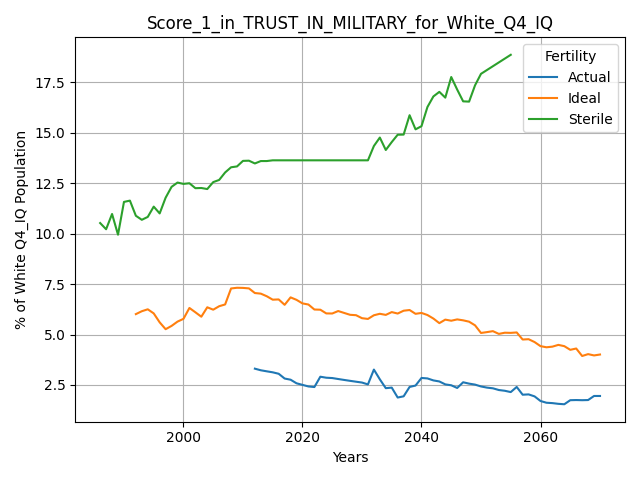 Score_1_in_TRUST_IN_MILITARY_for_White_Q4_IQ
% of White Q4_IQ Population
17.5
15.0
12.5
10.0
7.5
5.0
2.5
Fertility
Actual
Ideal
Sterile
2000
2020
2040
2060
Years